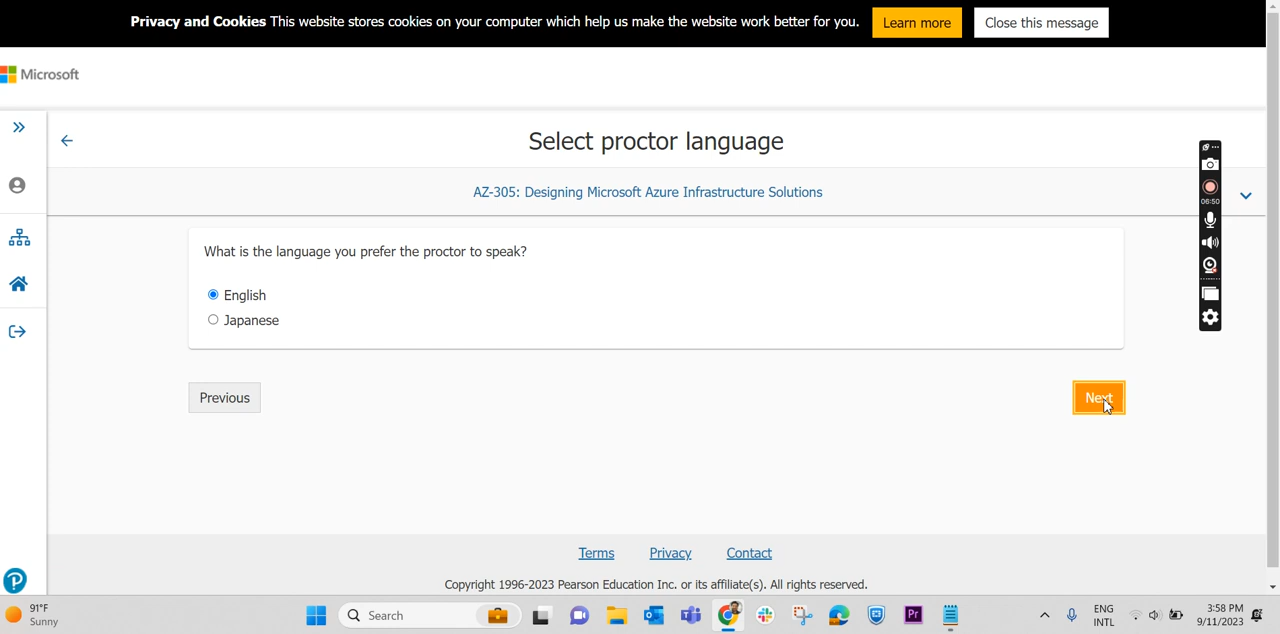 Privacy and Cookies This website stores cookies on your computer which help us make the website work better for you.
Learn more
Close this message
Microsoft
Select proctor language
AZ-305: Designing Microsoft Azure Infrastructure Solutions
06:50
What is the language you prefer the proctor to speak?
English
Japanese
Previous
Next
Terms
Privacy
Contact
Copyright 1996-2023 Pearson Education Inc. or its affiliate(s). All rights reserved.
91°F
Sunny
Search
Pr
ENG
INTL
3:58 PM
9/11/2023